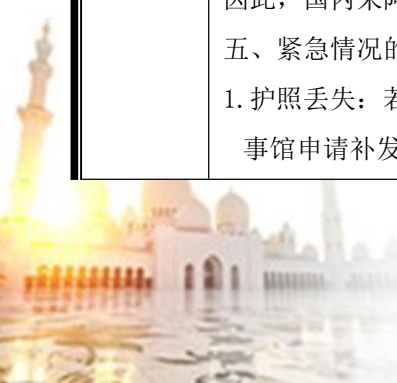 因此，国内来
五、紧急情况的
1.护照丢失：若
事馆申请补发